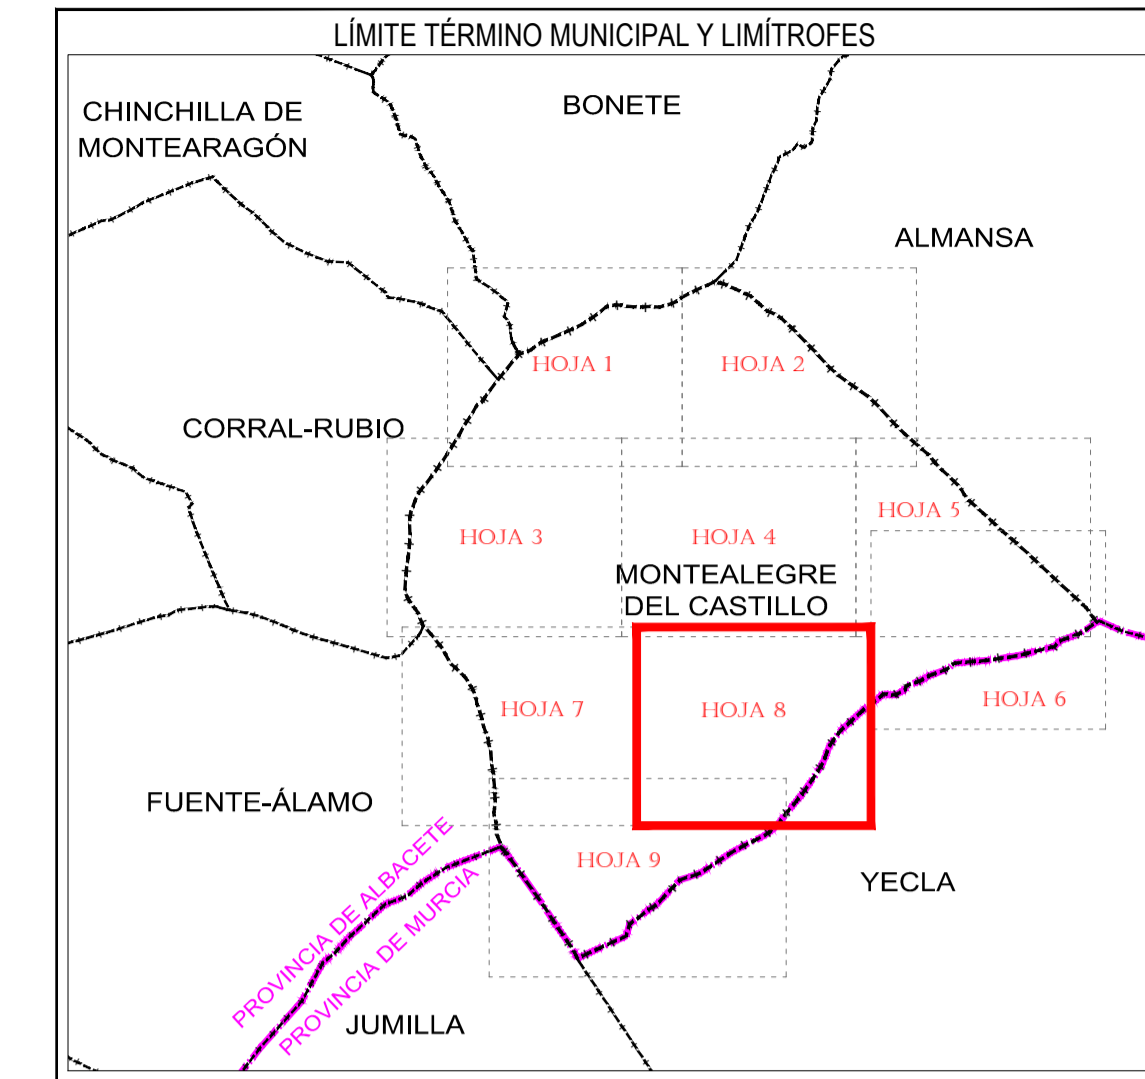 LÍMITE TÉRMINO MUNICIPAL Y LIMÍTROFES
CHINCHILLA DE
MONTEARAGÓN
BONETE
ALMANSA
HOJA 1
HOJA 2
CORRAL-RUBIO
HOJA 3
HOJA 4
HOJA 5
MONTEALEGRE
DEL CASTILLO
HOJA 7
HOJA 8
HOJA 6
FUENTE-ÁLAMO
HOJA 9
YECLA
PROVINCIA DE ALBACETE
PROVINCIA DE MURCIA
JUMILLA